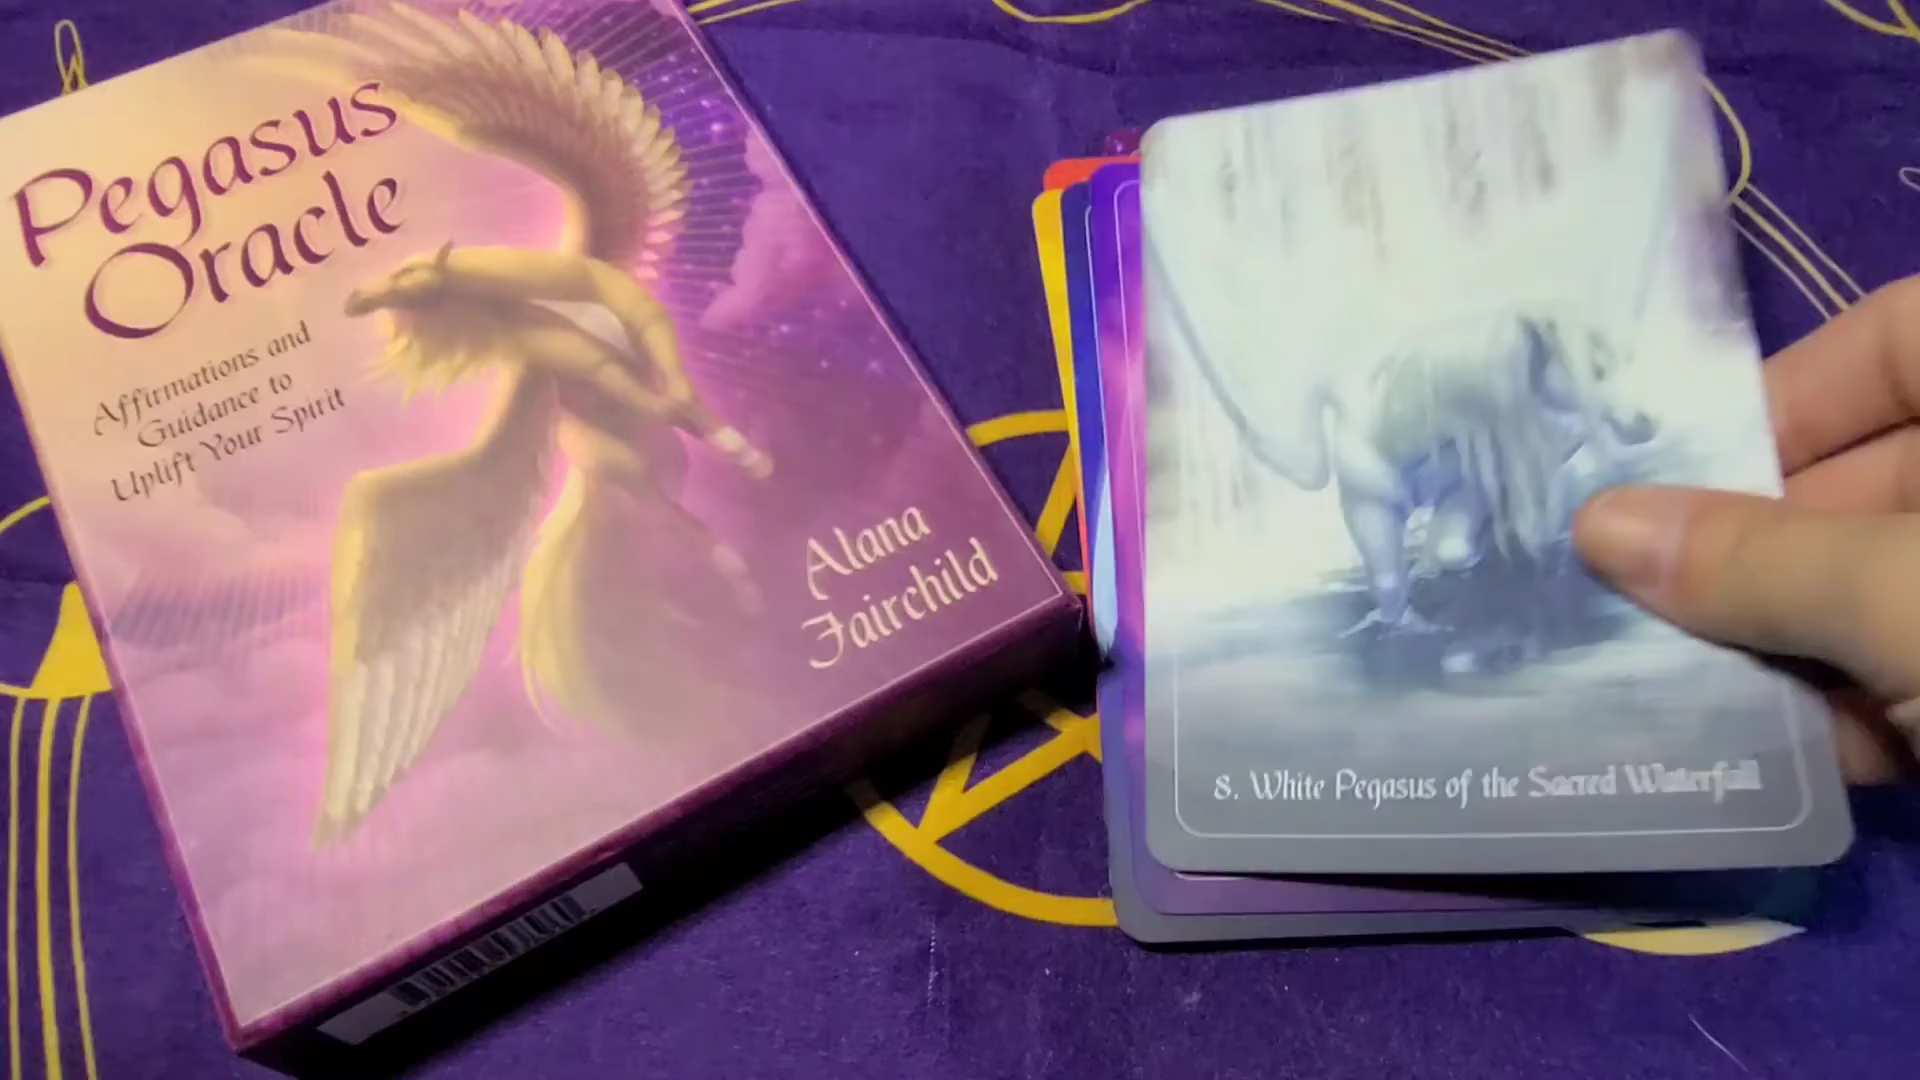 Pegasus
Oracle
Affirmations and
Guidance to
Uplift Your Spirit
Alana
Fairchild
8. White Pegasus of the Sacred Waterfall